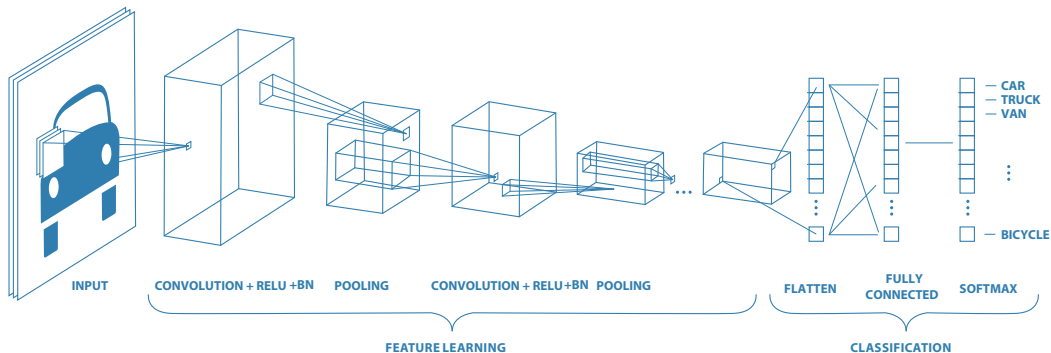 CAR
TRUCK
VAN
BICYCLE
INPUT
CONVOLUTION + RELU +BN
POOLING
CONVOLUTION + RELU+BN
POOLING
FLATTEN
FULLY
CONNECTED
SOFTMAX
FEATURE LEARNING
CLASSIFICATION